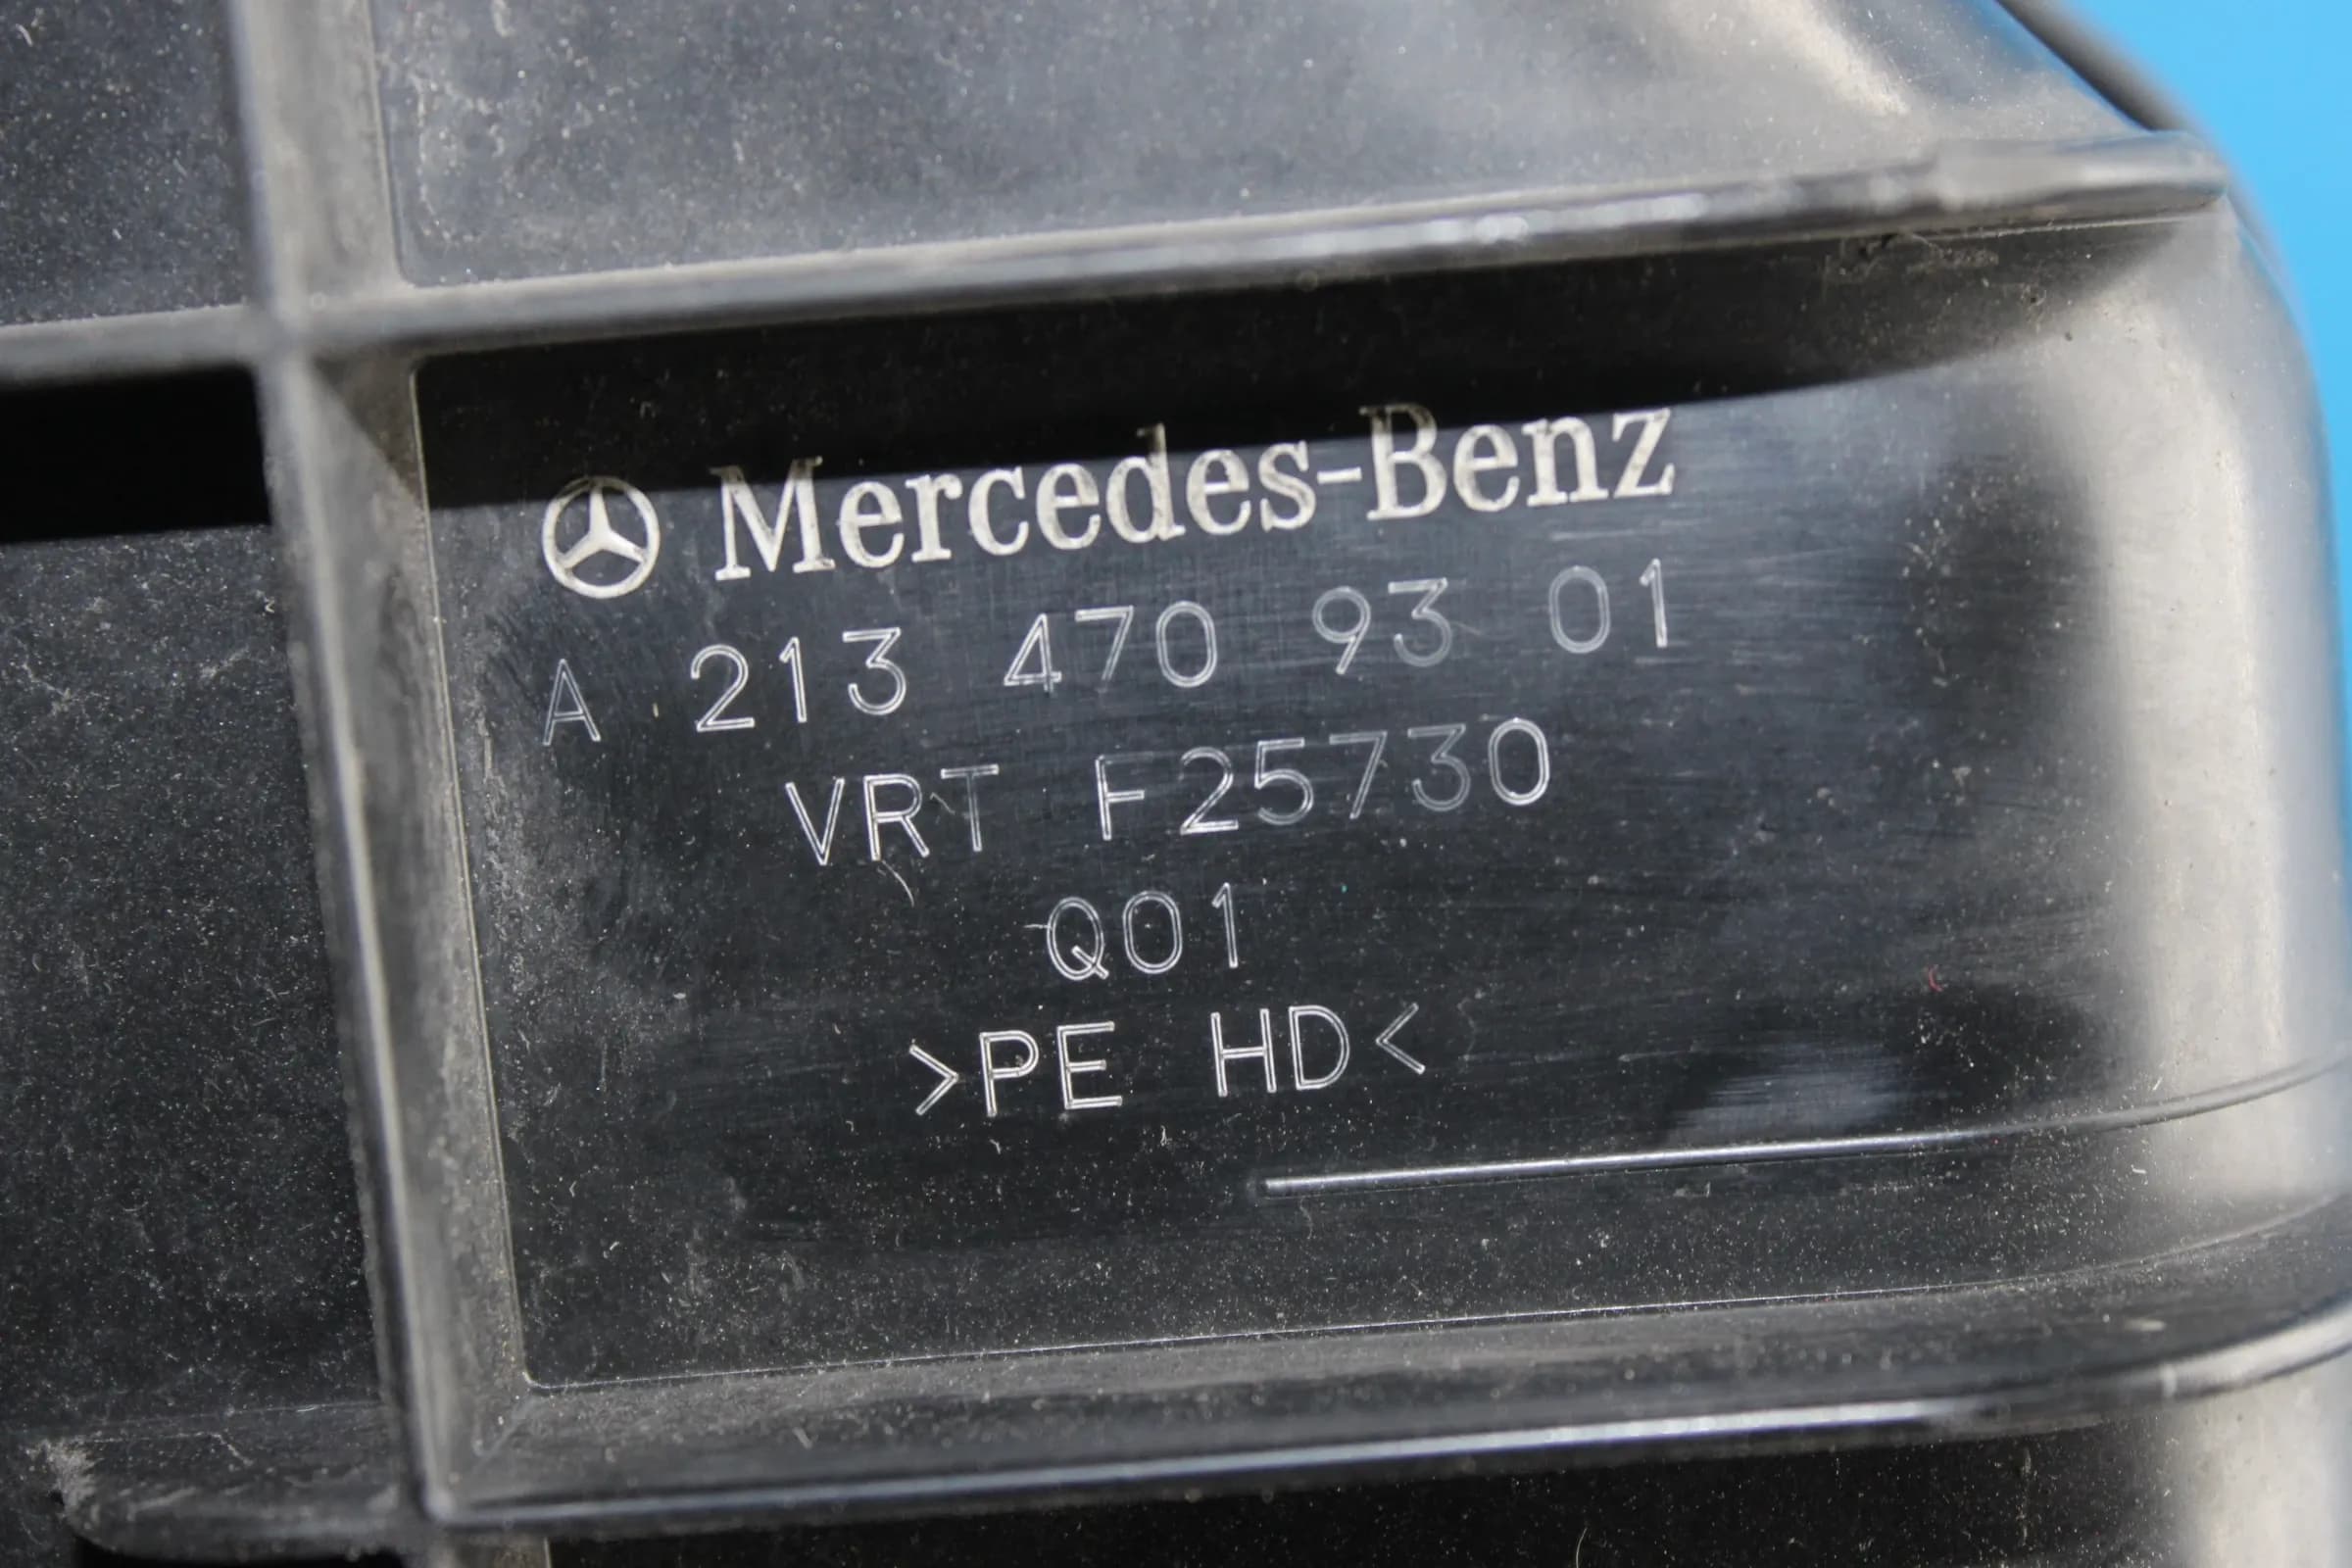 Mercedes-Benz
A 213 470 93 01
VRT F25730
Q01
>PE HD<